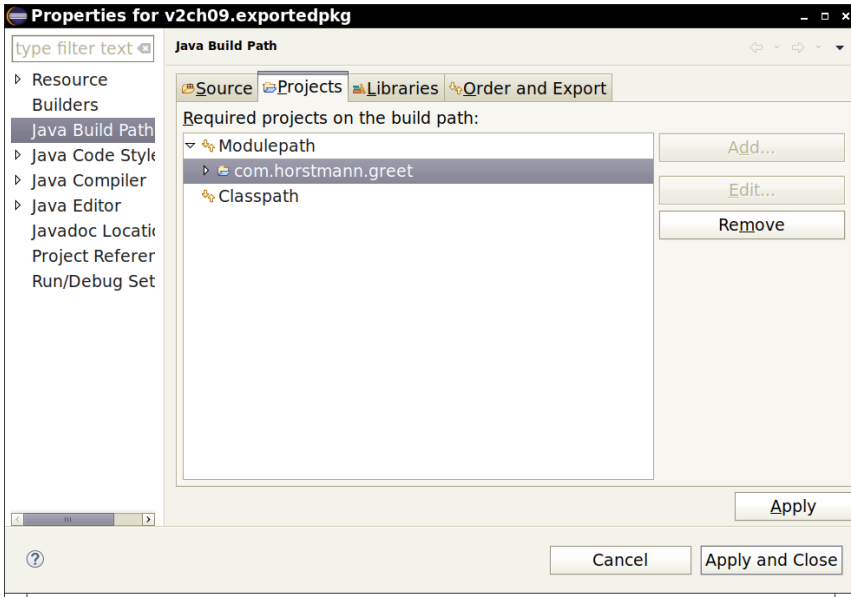 Properties for v2ch09.exportedpkg
type filter text
Java Build Path
Resource
Builders
Java Build Path
Java Code Style
Java Compiler
Java Editor
Javadoc Locatio
Project Referen
Run/Debug Set
Source
Projects
Libraries
Order and Export
Required projects on the build path:
Modulepath
com.horstmann.greet
Classpath
Add...
Edit...
Remove
Apply
?
Cancel
Apply and Close